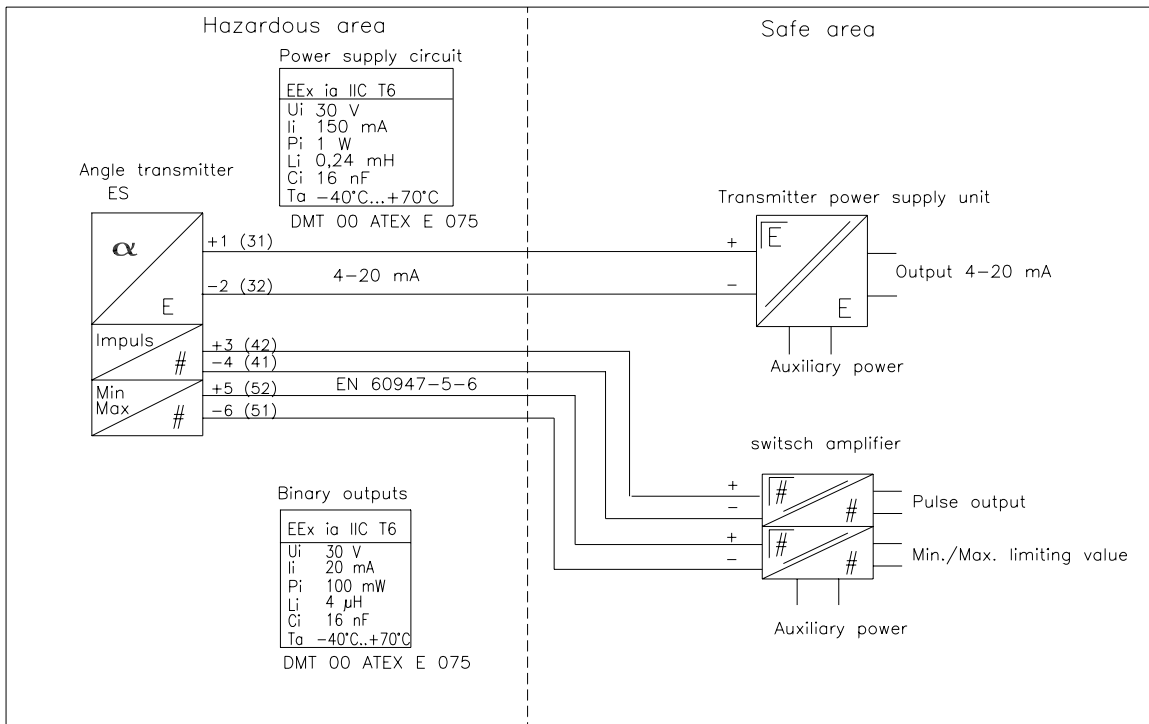 Hazardous area
Safe area
Power supply circuit
EEx ia IIC T6
Ui 30 V
Ii 150 mA
Pi 1 W
Li 0,24 mH
Ci 16 nF
Ta -40°C...+70°C
DMT 00 ATEX E 075
Angle transmitter
ES
α
E
+1 (31)
-2 (32)
4-20 mA
Transmitter power supply unit
+
-
E
E
Output 4-20 mA
Auxiliary power
Impuls
#
+3 (42)
-4 (41)
Min
Max
#
+5 (52)
-6 (51)
EN 60947-5-6
switsch amplifier
+
-
#
#
Pulse output
+
-
#
#
Min./Max. limiting value
Auxiliary power
Binary outputs
EEx ia IIC T6
Ui 30 V
Ii 20 mA
Pi 100 mW
Li 4 µH
Ci 16 nF
Ta -40°C..+70°C
DMT 00 ATEX E 075